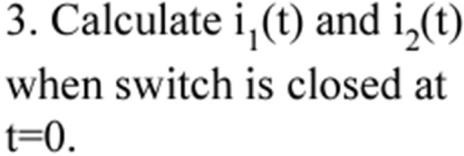 3. Calculate i₁(t) and i₂(t)
when switch is closed at
t=0.